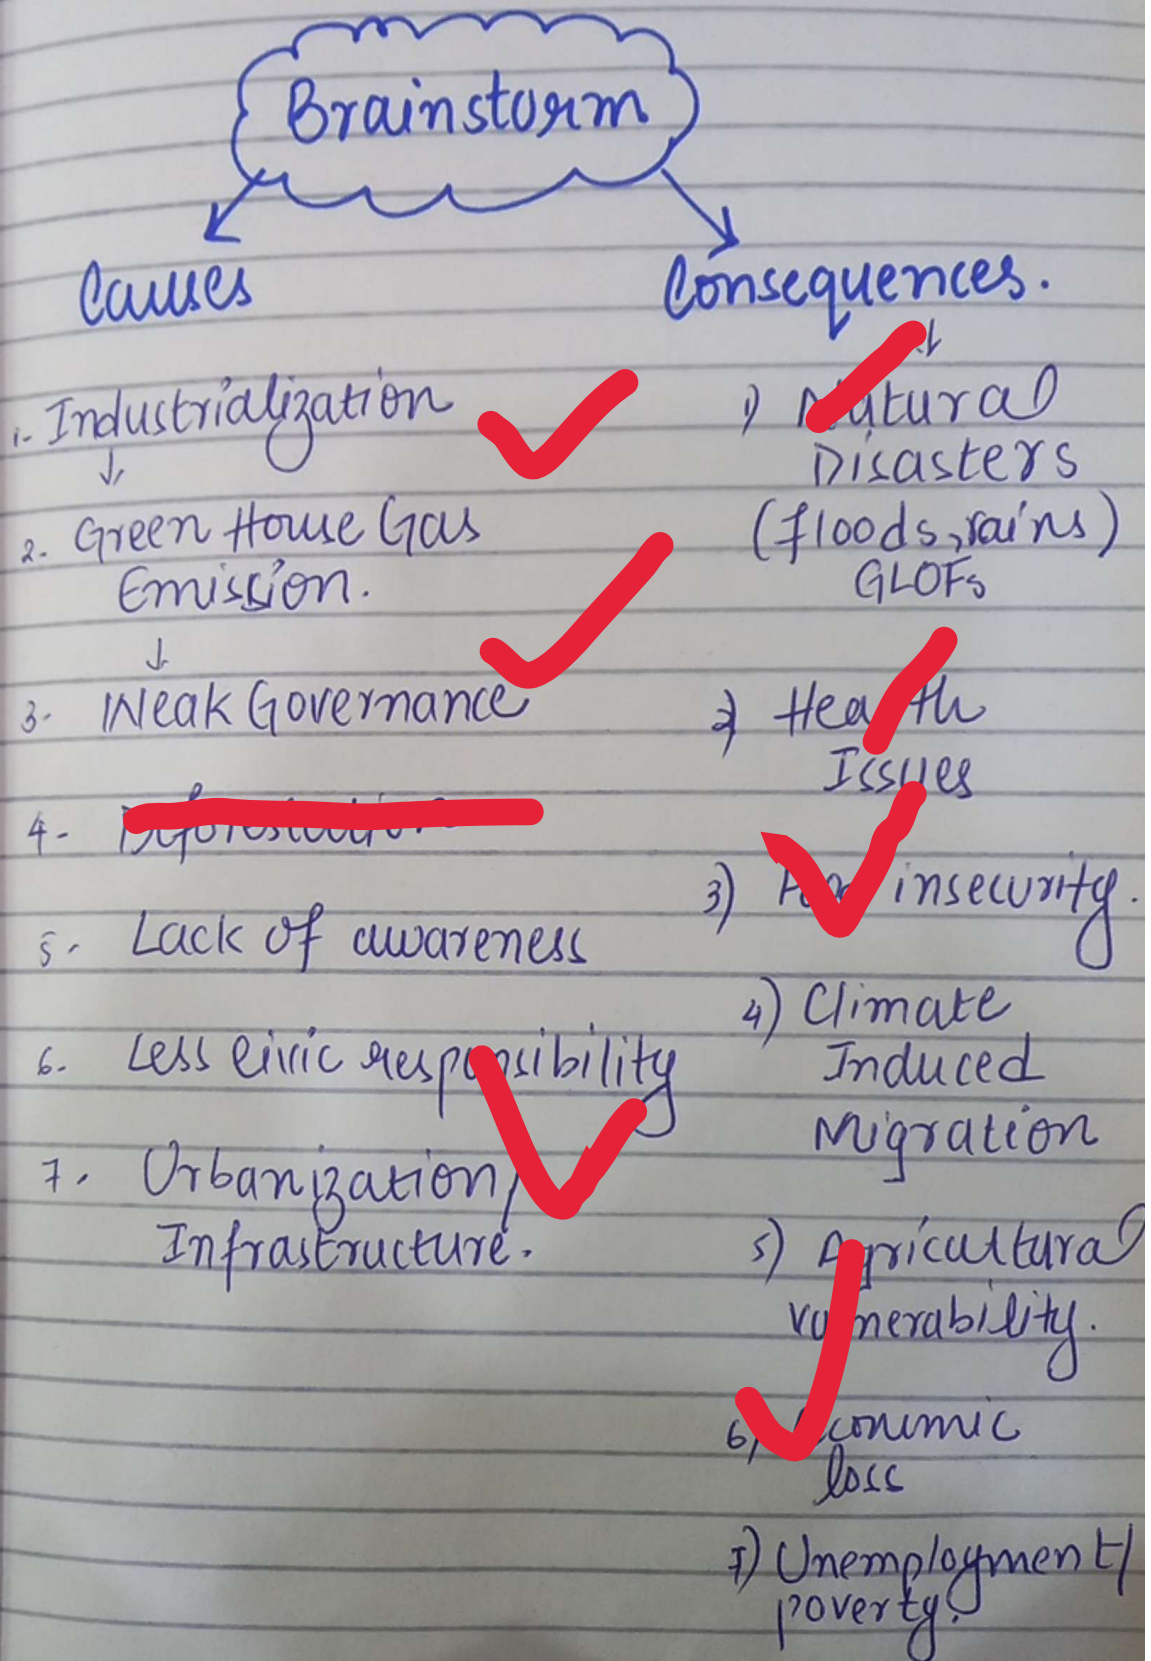 Brainstorm
Causes
1- Industrialization
2- Green House Gas
Emission.
3- Weak Governance
4- Deforestation
5- Lack of awareness
6- Less civic responsibility
7- Urbanization/
Infrastructure.
Consequences.
1) Natural
Disasters
(floods, rains)
GLOFs
2) Health
Issues
3) Food insecurity.
4) Climate
Induced
Migration
5) Agricultural
vulnerability.
6) Economic
loss
7) Unemployment/
poverty.